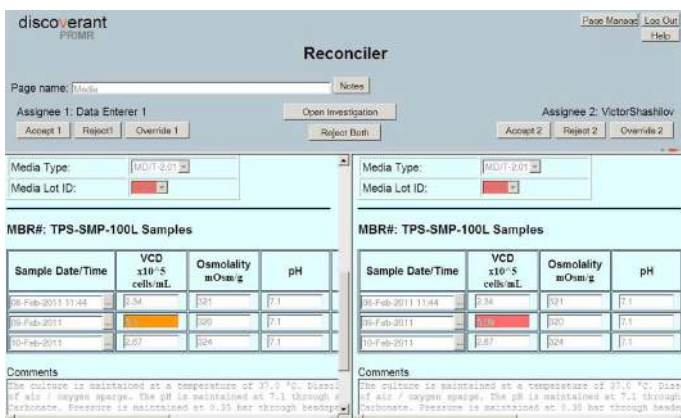 discoverant
PRIMR
Page Manage Log Out
Help
Reconciler
Page name: Media
Notes
Assignee 1: Data Enterer 1
Open Investigation
Assignee 2: VictorShashilov
Accept 1 Reject1 Override 1
Reject Both
Accept 2 Reject 2 Override 2
Media Type: MD/T-2.01
Media Lot ID:
MBR#: TPS-SMP-100L Samples
Sample Date/Time VCD x10^5 cells/mL Osmolality mOsm/g pH
08-Feb-2011 11:44 ... 2.34 321 7.1
09-Feb-2011 ... 320 7.1
10-Feb-2011 ... 2.67 324 7.1
Comments
The culture is maintained at a temperature of 37.0 °C.
of air / oxygen sparge. The pH is maintained at 7.1 through
Carbonate. Pressure is maintained at 0.35 bar through
Media Type: MD/T-2.01
Media Lot ID:
MBR#: TPS-SMP-100L Samples
Sample Date/Time VCD x10^5 cells/mL Osmolality mOsm/g pH
08-Feb-2011 11:44 ... 2.34 321 7.1
09-Feb-2011 ... 320 7.1
10-Feb-2011 ... 2.67 324 7.1
Comments
The culture is maintained at a temperature of 37.0 °C.
of air / oxygen sparge. The pH is maintained at 7.1 through
Carbonate. Pressure is maintained at 0.35 bar through